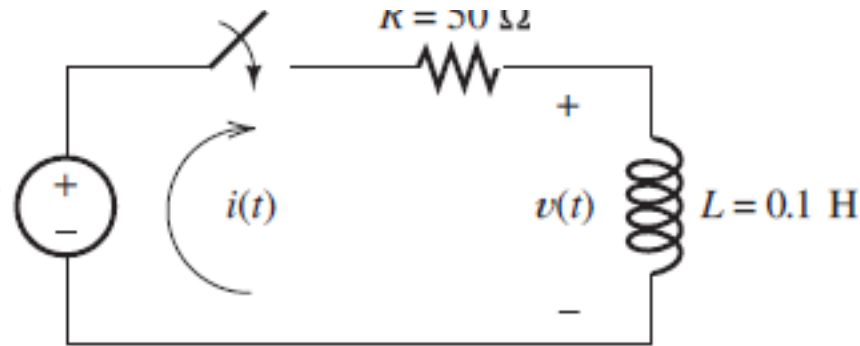 R = 50 Ω
+
+
−
i(t)
v(t)
L = 0.1 H
−